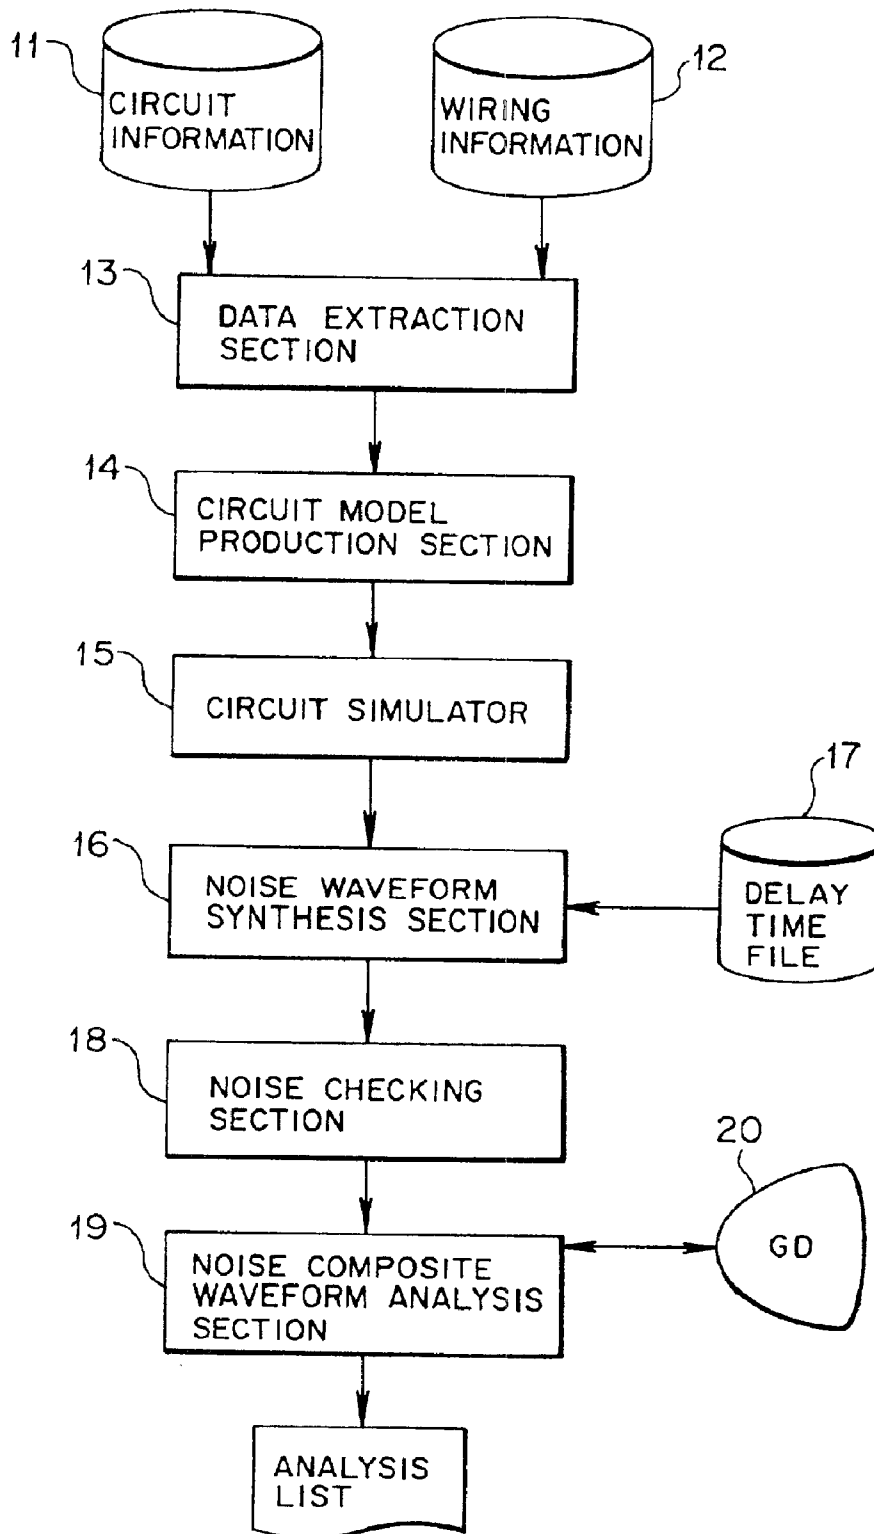 11
CIRCUIT
INFORMATION
WIRING
INFORMATION
12
13
DATA EXTRACTION
SECTION
14
CIRCUIT MODEL
PRODUCTION SECTION
15
CIRCUIT SIMULATOR
16
NOISE WAVEFORM
SYNTHESIS SECTION
17
DELAY
TIME
FILE
18
NOISE CHECKING
SECTION
19
NOISE COMPOSITE
WAVEFORM ANALYSIS
SECTION
20
GD
ANALYSIS
LIST